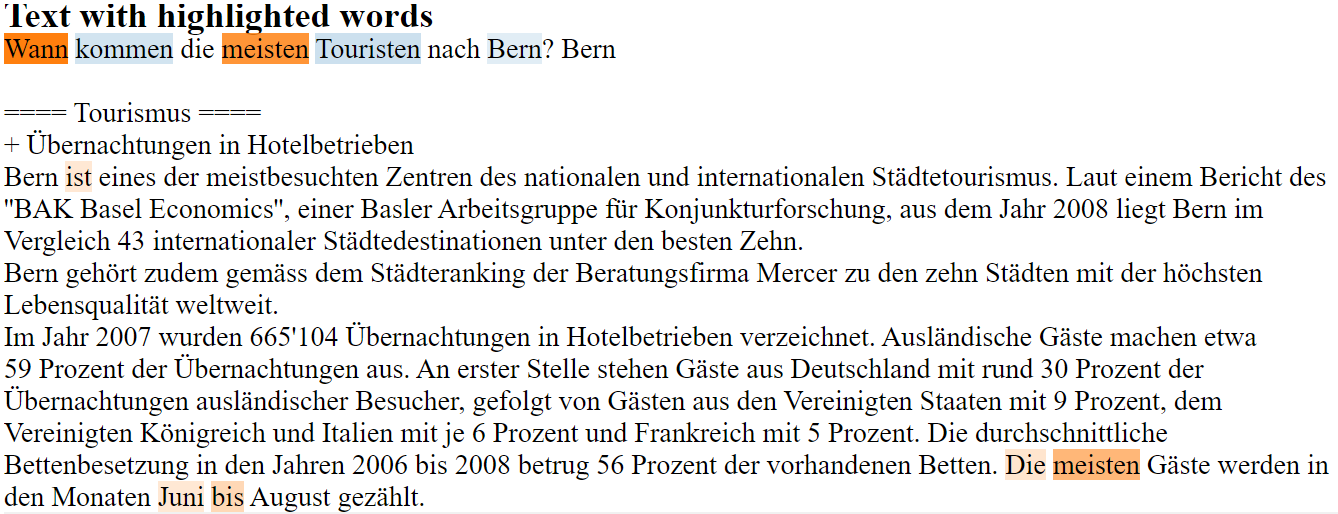 Text with highlighted words
Wann kommen die meisten Touristen nach Bern? Bern
==== Tourismus ====
+ Übernachtungen in Hotelbetrieben
Bern ist eines der meistbesuchten Zentren des nationalen und internationalen Städtetourismus. Laut einem Bericht des
"BAK Basel Economics", einer Basler Arbeitsgruppe für Konjunkturforschung, aus dem Jahr 2008 liegt Bern im
Vergleich 43 internationaler Städtedestinationen unter den besten Zehn.
Bern gehört zudem gemäss dem Städteranking der Beratungsfirma Mercer zu den zehn Städten mit der höchsten
Lebensqualität weltweit.
Im Jahr 2007 wurden 665'104 Übernachtungen in Hotelbetrieben verzeichnet. Ausländische Gäste machen etwa
59 Prozent der Übernachtungen aus. An erster Stelle stehen Gäste aus Deutschland mit rund 30 Prozent der
Übernachtungen ausländischer Besucher, gefolgt von Gästen aus den Vereinigten Staaten mit 9 Prozent, dem
Vereinigten Königreich und Italien mit je 6 Prozent und Frankreich mit 5 Prozent. Die durchschnittliche
Bettenbesetzung in den Jahren 2006 bis 2008 betrug 56 Prozent der vorhandenen Betten. Die meisten Gäste werden in
den Monaten Juni bis August gezählt.